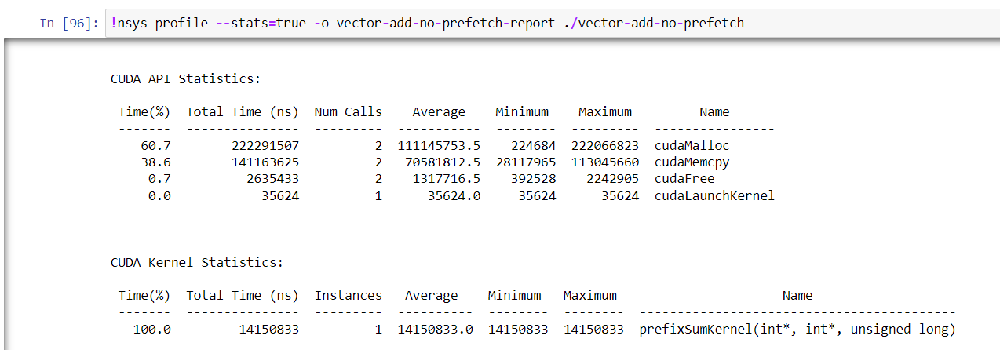 In [96]: !nsys profile --stats=true -o vector-add-no-prefetch-report ./vector-add-no-prefetch
CUDA API Statistics:
Time(%) Total Time (ns) Num Calls Average Minimum Maximum Name
------- --------------- --------- ----------- -------- --------- ----------------
60.7 222291507 2 111145753.5 224684 222066823 cudaMalloc
38.6 141163625 2 70581812.5 28117965 113045660 cudaMemcpy
0.7 2635433 2 1317716.5 392528 2242905 cudaFree
0.0 35624 1 35624.0 35624 35624 cudaLaunchKernel
CUDA Kernel Statistics:
Time(%) Total Time (ns) Instances Average Minimum Maximum Name
------- --------------- --------- ---------- -------- -------- ------------------------------------------
100.0 14150833 1 14150833.0 14150833 14150833 prefixSumKernel(int*, int*, unsigned long)